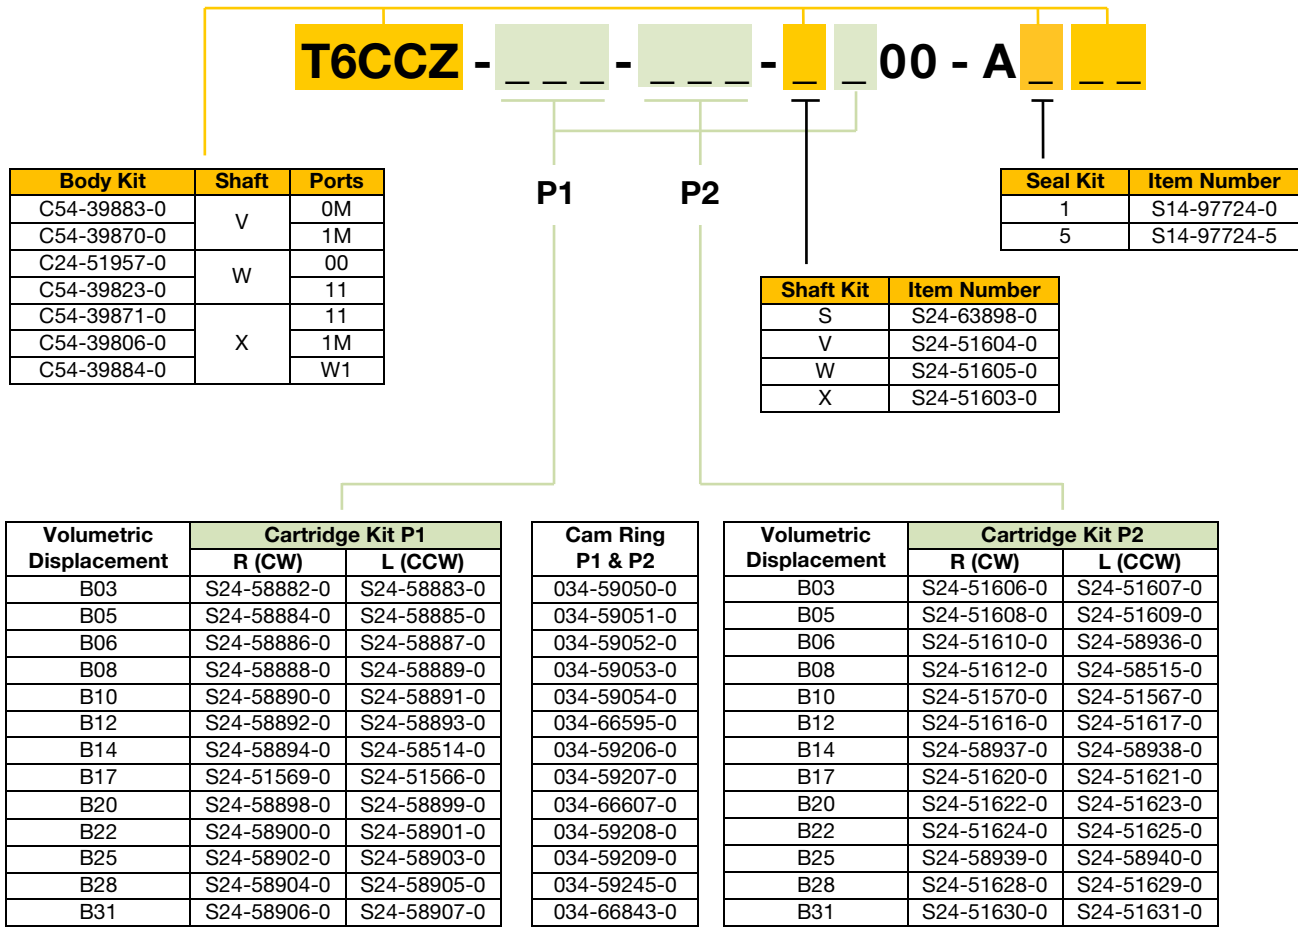 T6CCZ - _ _ _ - _ _ _ - _ _ 00 - A _ _ _
P1 P2
Body Kit Shaft Ports
C54-39883-0 V 0M
C54-39870-0 1M
C24-51957-0 W 00
C54-39823-0 11
C54-39871-0 X 11
C54-39806-0 1M
C54-39884-0 W1
Seal Kit Item Number
1 S14-97724-0
5 S14-97724-5
Shaft Kit Item Number
S S24-63898-0
V S24-51604-0
W S24-51605-0
X S24-51603-0
Volumetric Displacement Cartridge Kit P1
R (CW) L (CCW)
B03 S24-58882-0 S24-58883-0
B05 S24-58884-0 S24-58885-0
B06 S24-58886-0 S24-58887-0
B08 S24-58888-0 S24-58889-0
B10 S24-58890-0 S24-58891-0
B12 S24-58892-0 S24-58893-0
B14 S24-58894-0 S24-58514-0
B17 S24-51569-0 S24-51566-0
B20 S24-58898-0 S24-58899-0
B22 S24-58900-0 S24-58901-0
B25 S24-58902-0 S24-58903-0
B28 S24-58904-0 S24-58905-0
B31 S24-58906-0 S24-58907-0
Cam Ring
P1 & P2
034-59050-0
034-59051-0
034-59052-0
034-59053-0
034-59054-0
034-66595-0
034-59206-0
034-59207-0
034-66607-0
034-59208-0
034-59209-0
034-59245-0
034-66843-0
Volumetric Displacement Cartridge Kit P2
R (CW) L (CCW)
B03 S24-51606-0 S24-51607-0
B05 S24-51608-0 S24-51609-0
B06 S24-51610-0 S24-58936-0
B08 S24-51612-0 S24-58515-0
B10 S24-51570-0 S24-51567-0
B12 S24-51616-0 S24-51617-0
B14 S24-58937-0 S24-58938-0
B17 S24-51620-0 S24-51621-0
B20 S24-51622-0 S24-51623-0
B22 S24-51624-0 S24-51625-0
B25 S24-58939-0 S24-58940-0
B28 S24-51628-0 S24-51629-0
B31 S24-51630-0 S24-51631-0